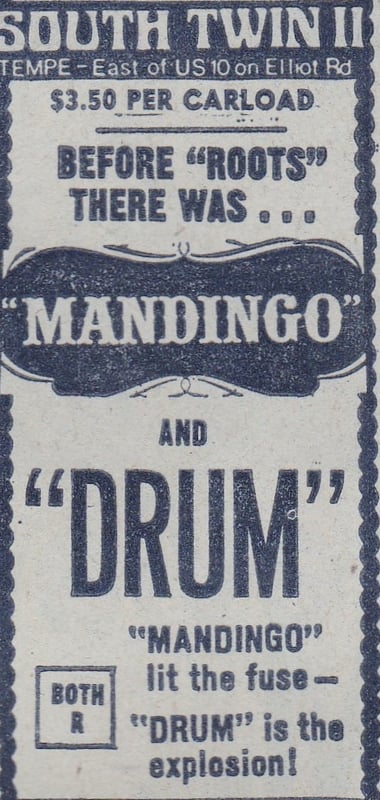 SOUTH TWIN II
TEMPE - East of US 10 on Elliot Rd
$3.50 PER CARLOAD
BEFORE "ROOTS"
THERE WAS...
"MANDINGO"
AND
"DRUM"
"MANDINGO"
lit the fuse—
"DRUM" is the
explosion!
BOTH
R